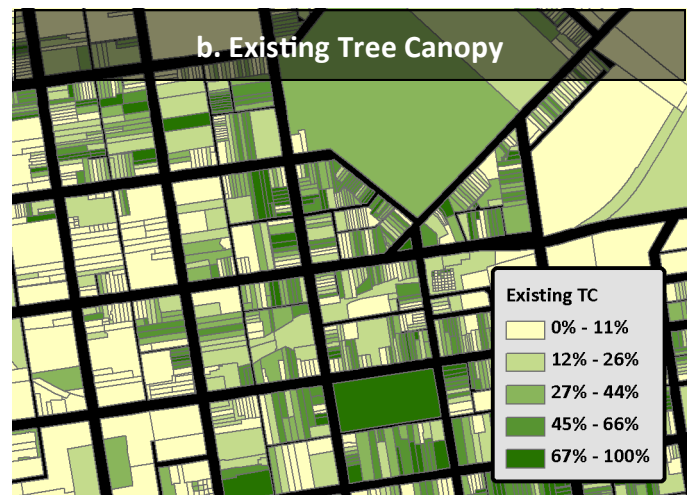 b. Existing Tree Canopy
Existing TC
0% - 11%
12% - 26%
27% - 44%
45% - 66%
67% - 100%